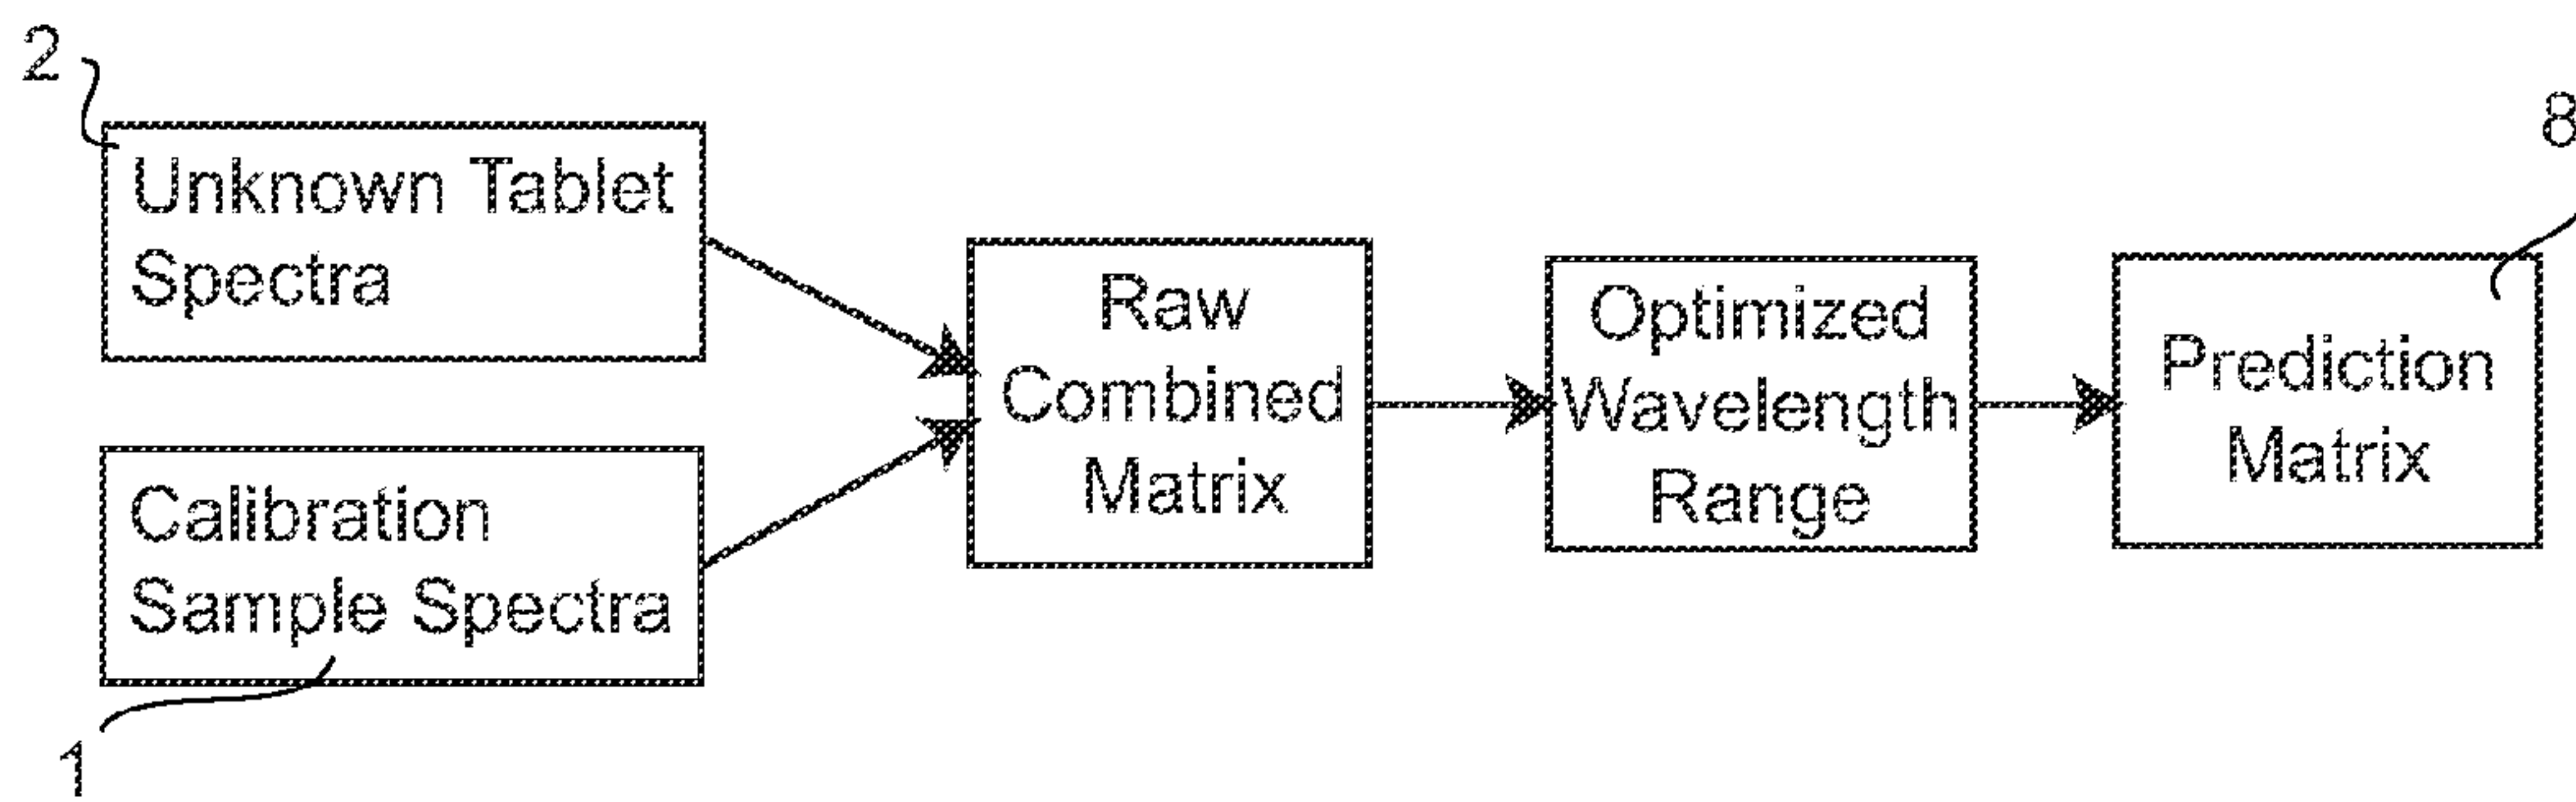 2
Unknown Tablet
Spectra
Calibration
Sample Spectra
1
Raw
Combined
Matrix
Optimized
Wavelength
Range
8
Prediction
Matrix